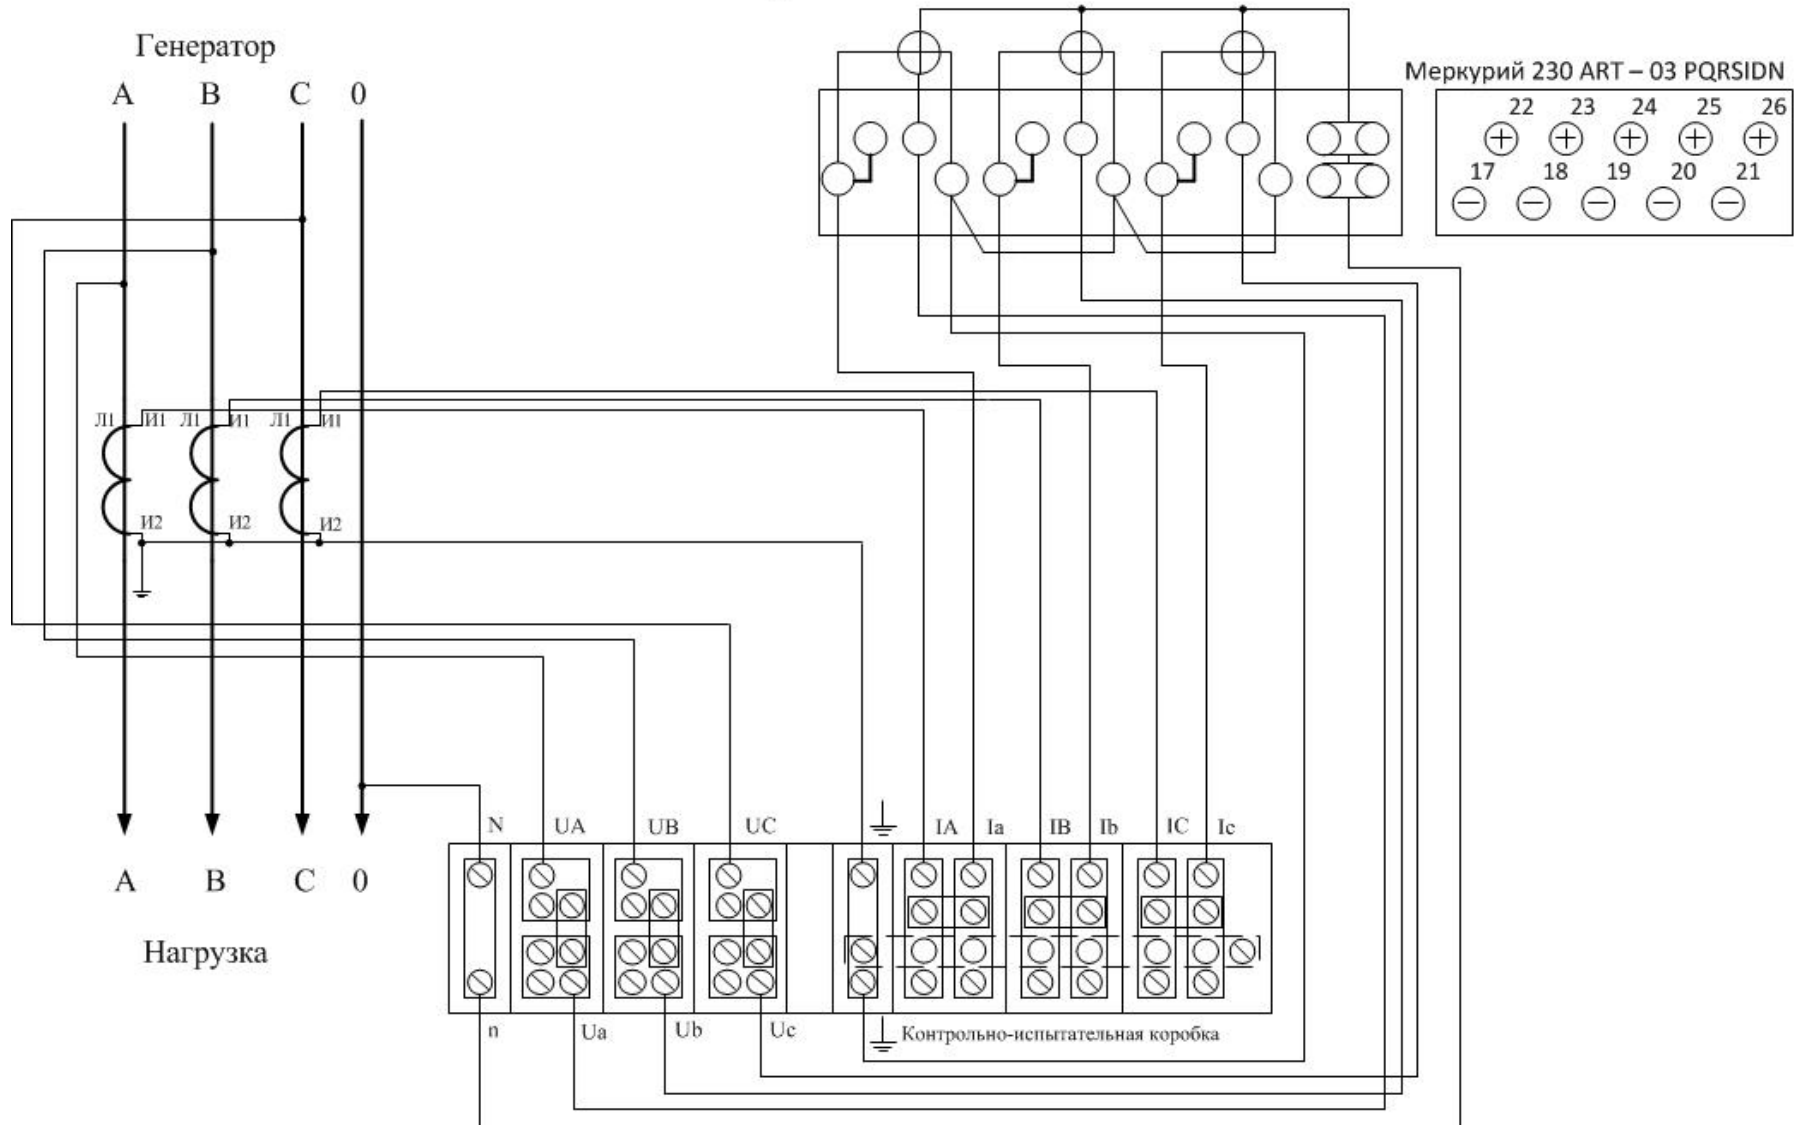 Генератор
A B C 0
Меркурий 230 ART – 03 PQRSIDN
22 23 24 25 26
17 18 19 20 21
Л1 И1 Л1 И1 Л1 И1
И2 И2 И2
N UA UB UC IA Ia IB Ib IC Ic
A B C 0
Нагрузка
n Ua Ub Uc Контрольно-испытательная коробка